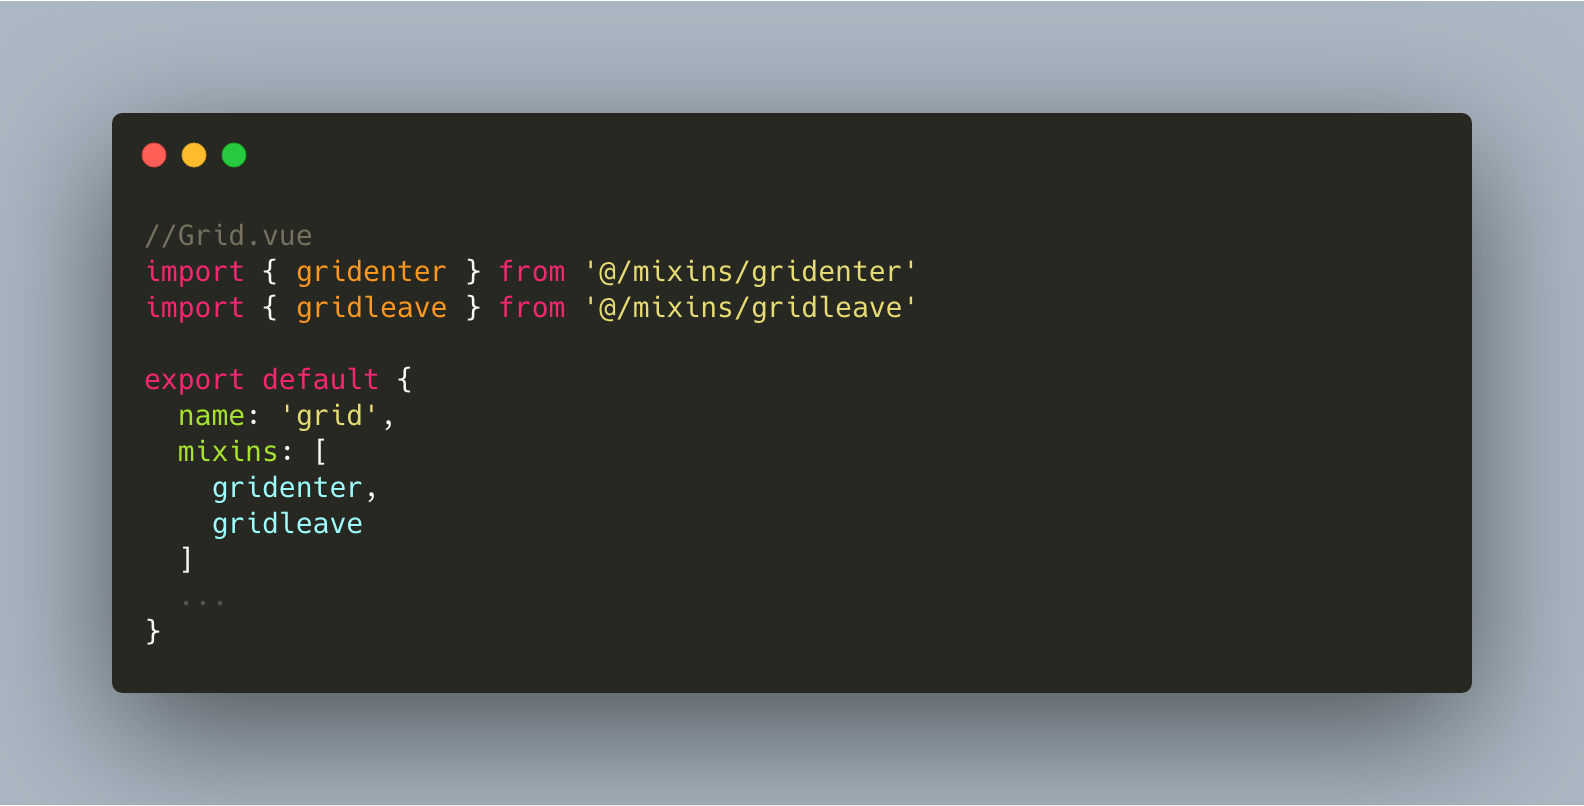 //Grid.vue
import { gridenter } from '@/mixins/gridenter'
import { gridleave } from '@/mixins/gridleave'

export default {
  name: 'grid',
  mixins: [
    gridenter,
    gridleave
  ]
  ...
}